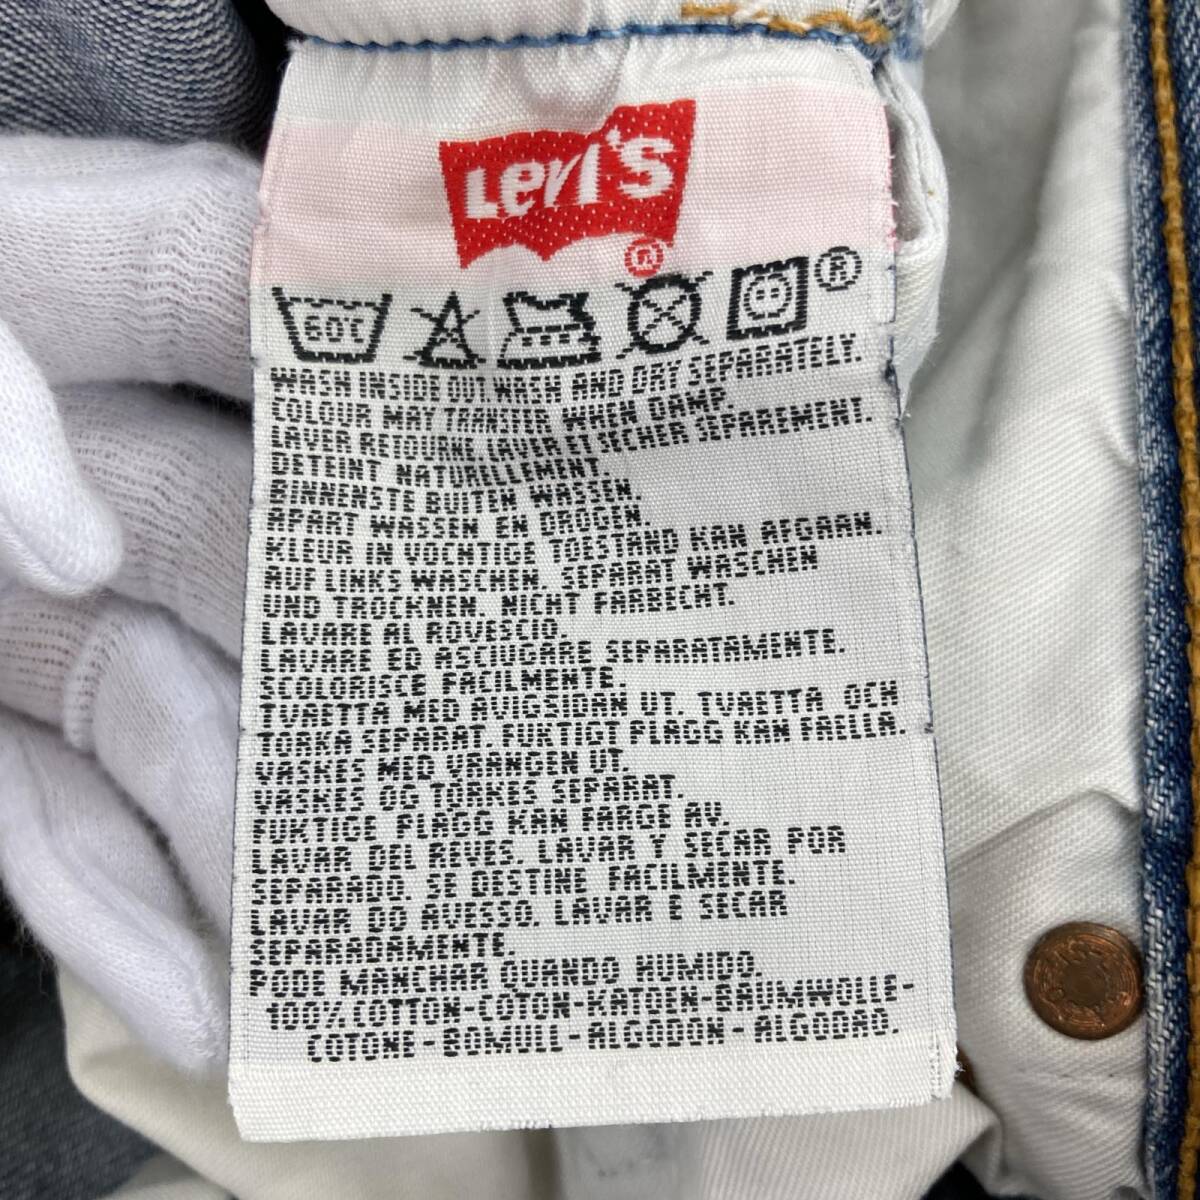 Levi's
®
60°C
®
WASH INSIDE OUT WASH AND DRY SEPARATELY.
COLOUR MAY TRANSFER WHEN DAMP.
LAVER RETOURNE. LAVER ET SECHER SEPAREMENT.
DETEINT NATURELLEMENT.
BINNENSTE BUITEN WASSEN.
APART WASSEN EN DROGEN.
KLEUR IN VOCHTIGE TOESTAND KAN AFGAAN.
AUF LINKS WASCHEN. SEPARAT WASCHEN
UND TROCKNEN. NICHT FARBECHT.
LAVARE AL ROVESCIO.
LAVARE ED ASCIUGARE SEPARATAMENTE.
SCOLORISCE FACILMENTE.
TVAETTA MED AVIGSIDAN UT. TVAETTA OCH
TORKA SEPARAT. FUKTIGT PLAGG KAN FAELLA.
VASKES MED VRANGEN UT.
VASKES OG TORKES SEPARAT.
FUKTIGE PLAGG KAN FARGE AV.
LAVAR DEL REVES. LAVAR Y SECAR POR
SEPARADO. SE DESTINE FACILMENTE.
LAVAR DO AVESSO. LAVAR E SECAR
SEPARADAMENTE.
PODE MANCHAR QUANDO HUMIDO.
100% COTTON-COTON-KATOEN-BAUMWOLLE-
COTONE-BOMULL-ALGODON-ALGODAO.